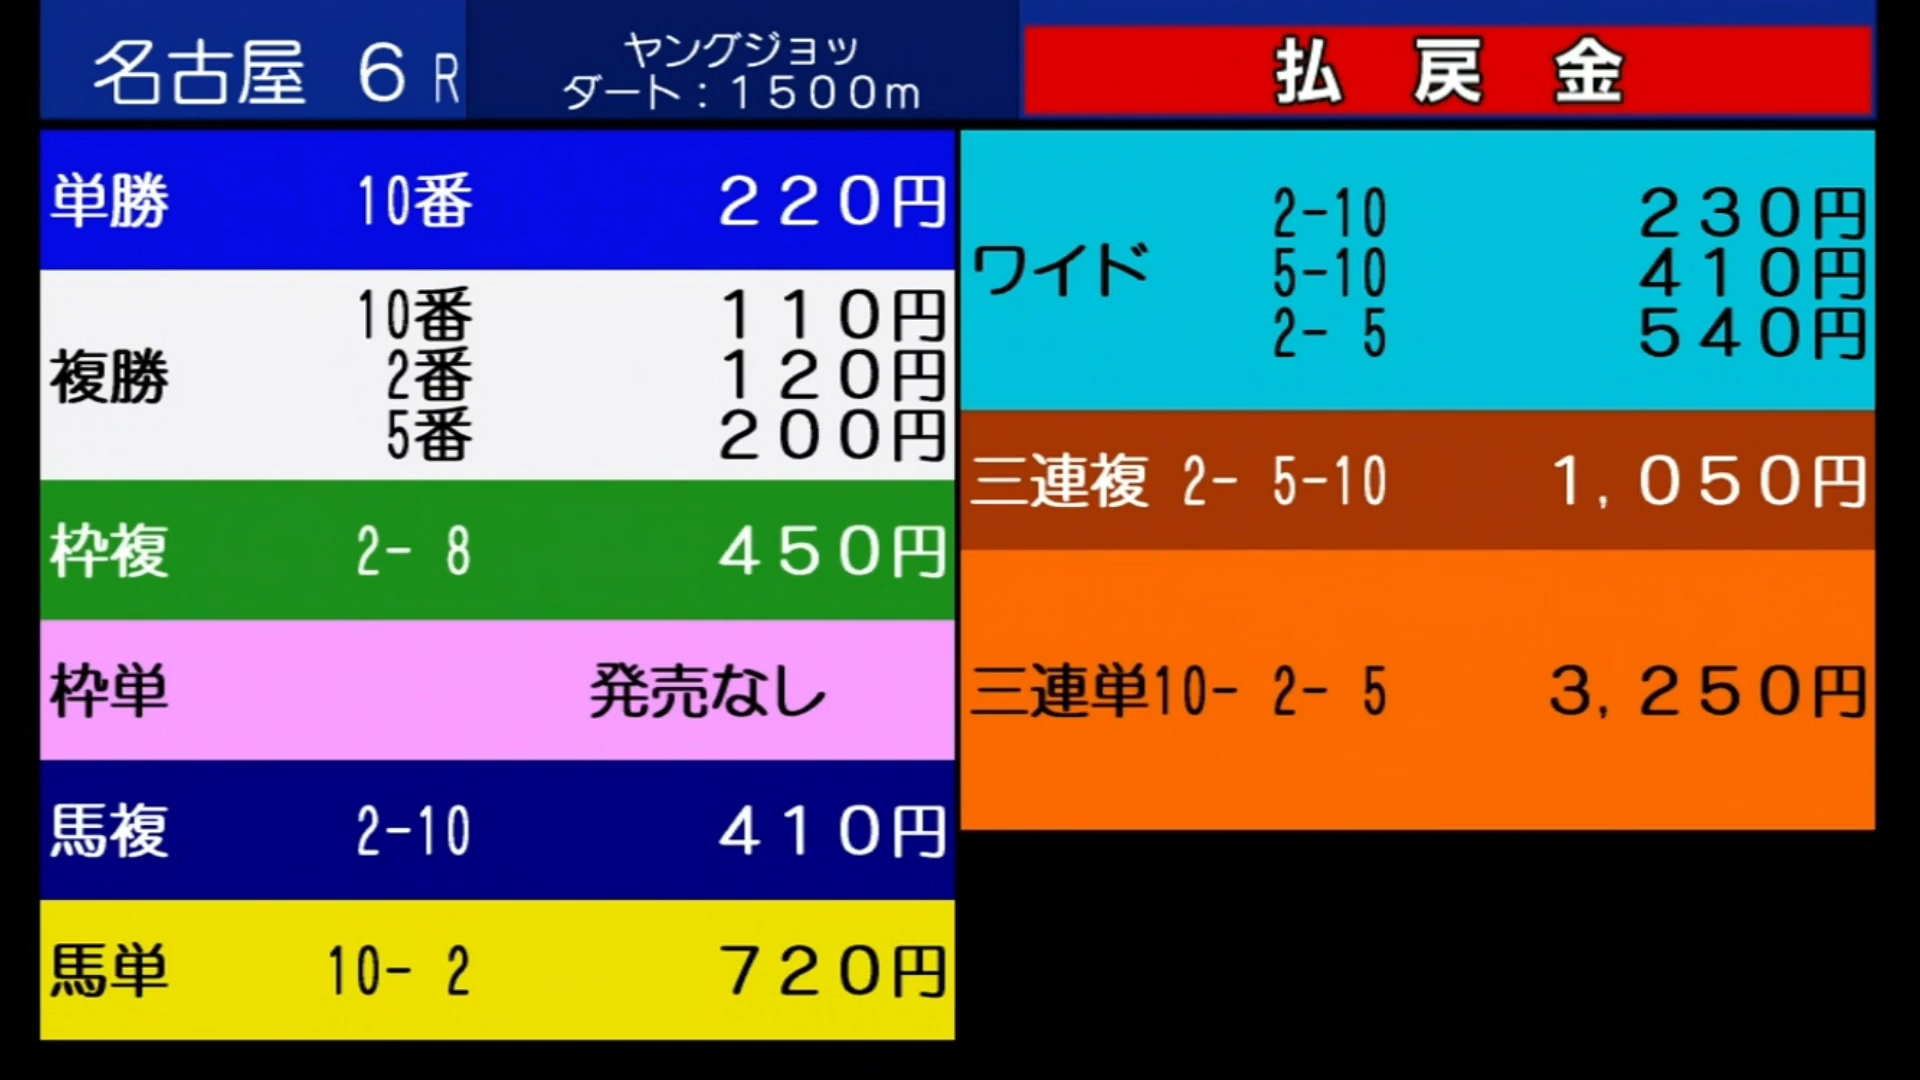 名古屋 6R
ヤングジョッ
ダート:1500m
払戻金
単勝 10番 220円
複勝 10番 110円
2番 120円
5番 200円
枠複 2- 8 450円
枠単 発売なし
馬複 2-10 410円
馬単 10- 2 720円
ワイド 2-10 230円
5-10 410円
2- 5 540円
三連複 2- 5-10 1,050円
三連単 10- 2- 5 3,250円